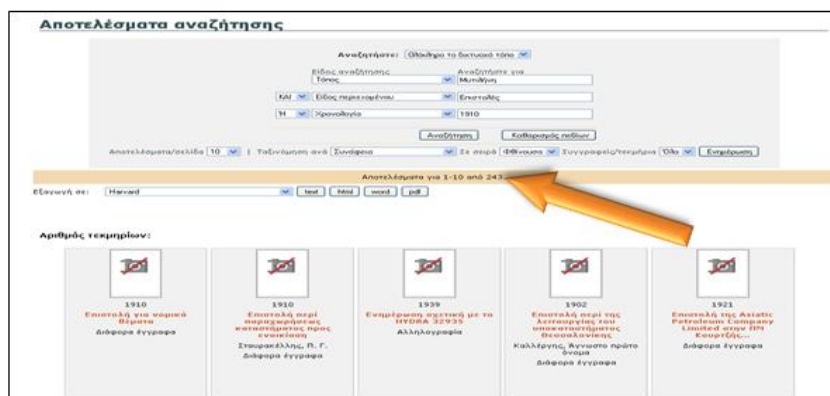 Αποτελέσματα αναζήτησης
Αναζητήστε: Ολόκληρο το δικτυακό τόπο
Είδος αναζήτησης Αναζητήστε για
Τόπος Μυτιλήνη
ΚΑΙ Είδος περιεχομένου Επιστολές
Ή Χρονολογία 1910
Αναζήτηση Καθαρισμός πεδίων
Αποτελέσματα/σελίδα 10 | Ταξινόμηση ανά Συνάφεια Σε σειρά Φθίνουσα Συγγραφείς/τεκμήρια Όλα Ενημέρωση
Αποτελέσματα για 1-10 από 243.
Εξαγωγή σε: Harvard text html word pdf
Αριθμός τεκμηρίων:
1910
Επιστολή για νομικά
θέματα
Διάφορα έγγραφα
1910
Επιστολή περί
παραχωρήσεως
καταστήματος προς
ενοικίαση
Σταυρακέλλης, Π. Γ.
Διάφορα έγγραφα
1939
Ενημέρωση σχετική με το
HYDRA 32935
Αλληλογραφία
1902
Επιστολή περί της
λειτουργίας του
υποκαταστήματος
Θεσσαλονίκης
Καλλέργης, Άγνωστο πρώτο
όνομα
Διάφορα έγγραφα
1921
Επιστολή της Asiatic
Petroleum Company
Limited στην ΠΜ
Κουρτζής...
Διάφορα έγγραφα